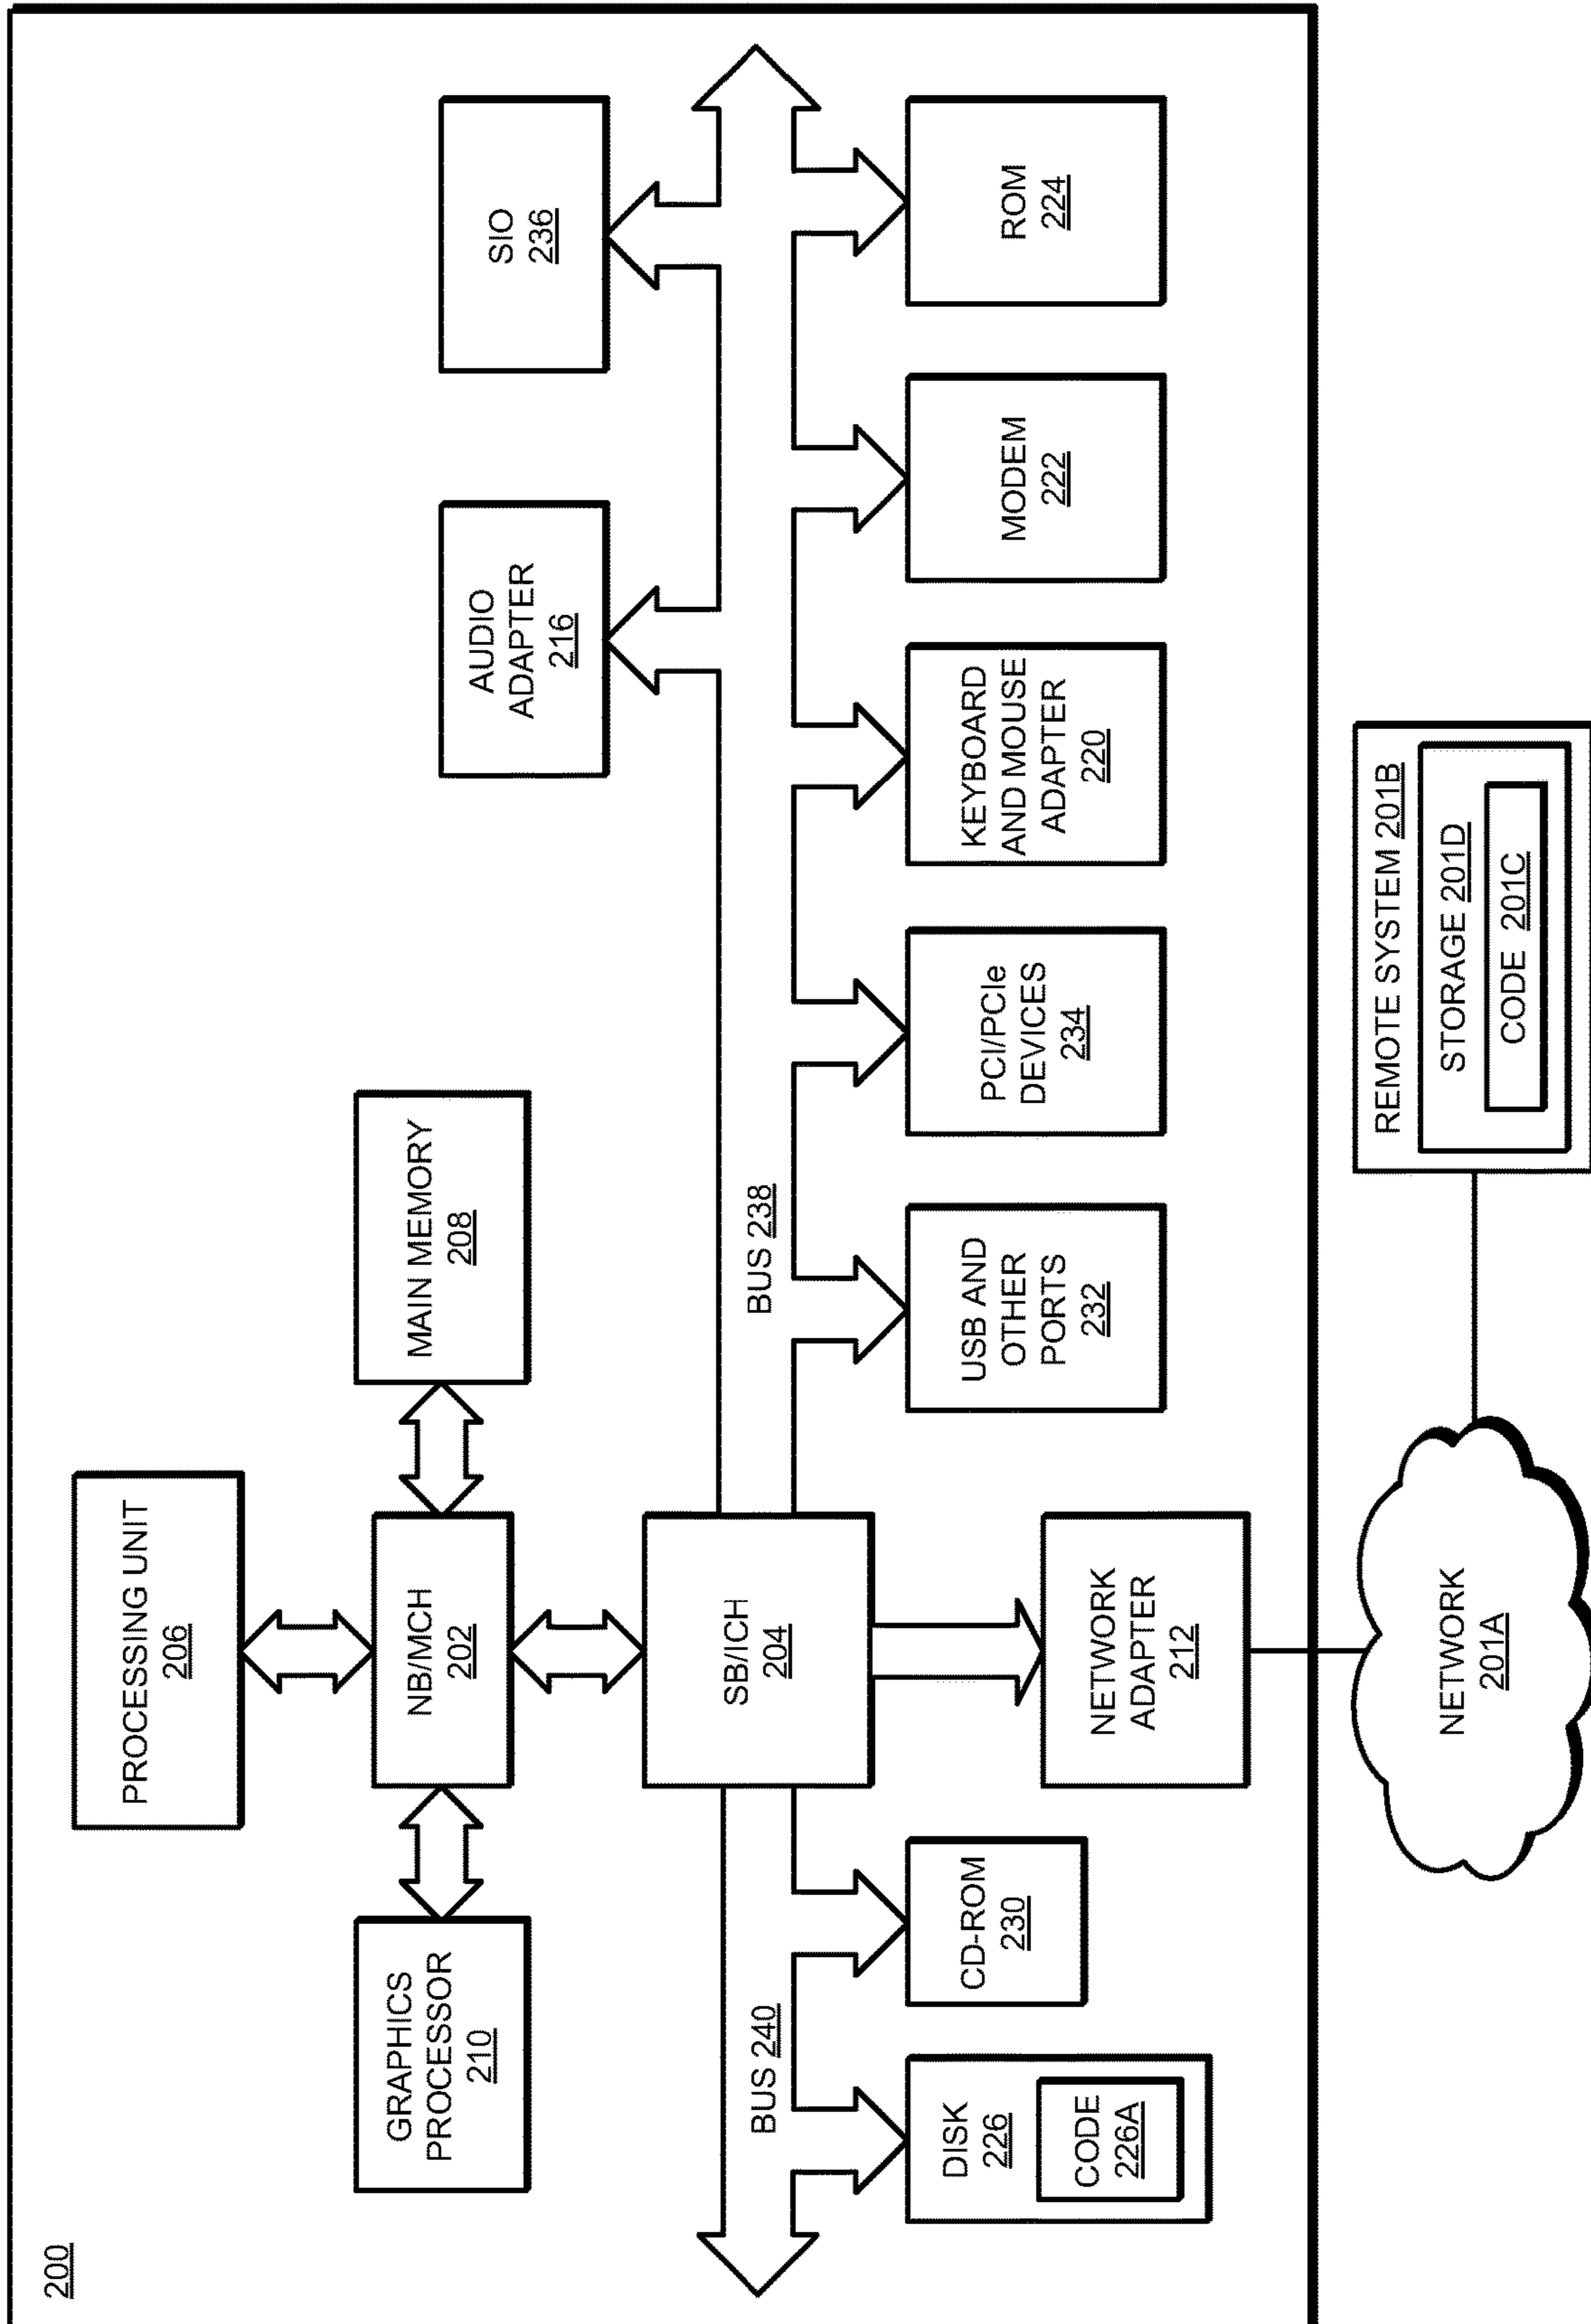 200
PROCESSING UNIT
206
GRAPHICS
PROCESSOR
210
NB/MCH
202
MAIN MEMORY
208
AUDIO
ADAPTER
216
SIO
236
SB/ICH
204
BUS 240
BUS 238
DISK
226
CODE
226A
CD-ROM
230
NETWORK
ADAPTER
212
USB AND
OTHER
PORTS
232
PCI/PCIe
DEVICES
234
KEYBOARD
AND MOUSE
ADAPTER
220
MODEM
222
ROM
224
NETWORK
201A
REMOTE SYSTEM 201B
STORAGE 201D
CODE 201C